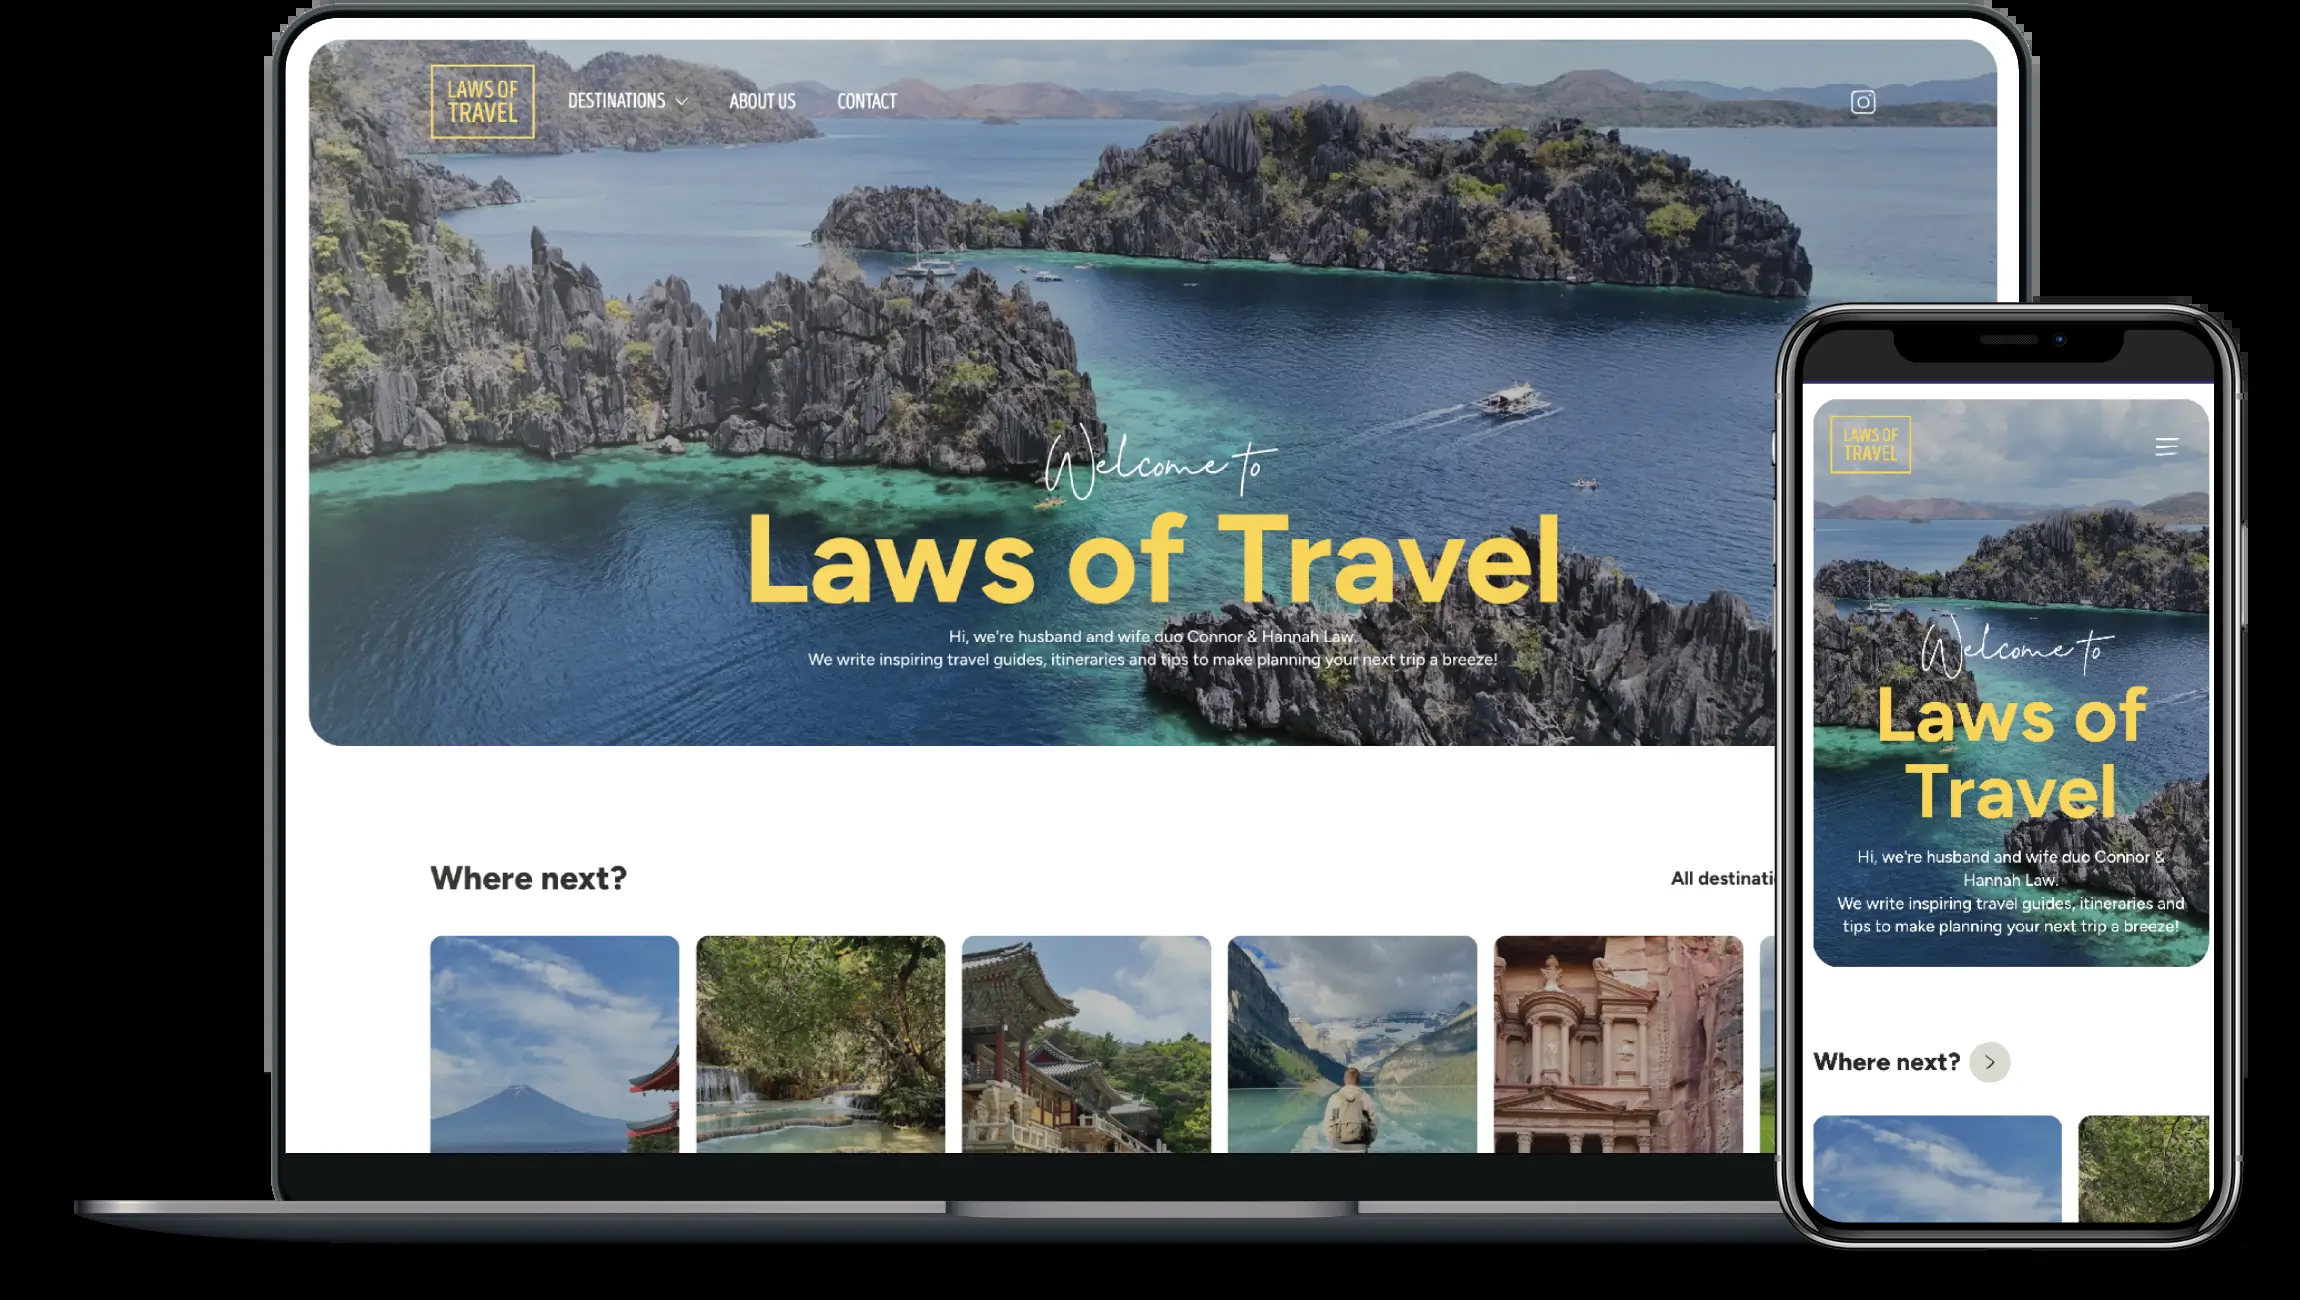 LAWS OF
TRAVEL
DESTINATIONS
ABOUT US
CONTACT
Welcome to
Laws of Travel
Hi, we're husband and wife duo Connor & Hannah Law.
We write inspiring travel guides, itineraries and tips to make planning your next trip a breeze!
Where next?
All destinati
LAWS OF
TRAVEL
Welcome to
Laws of
Travel
Hi, we're husband and wife duo Connor &
Hannah Law.
We write inspiring travel guides, itineraries and
tips to make planning your next trip a breeze!
Where next?